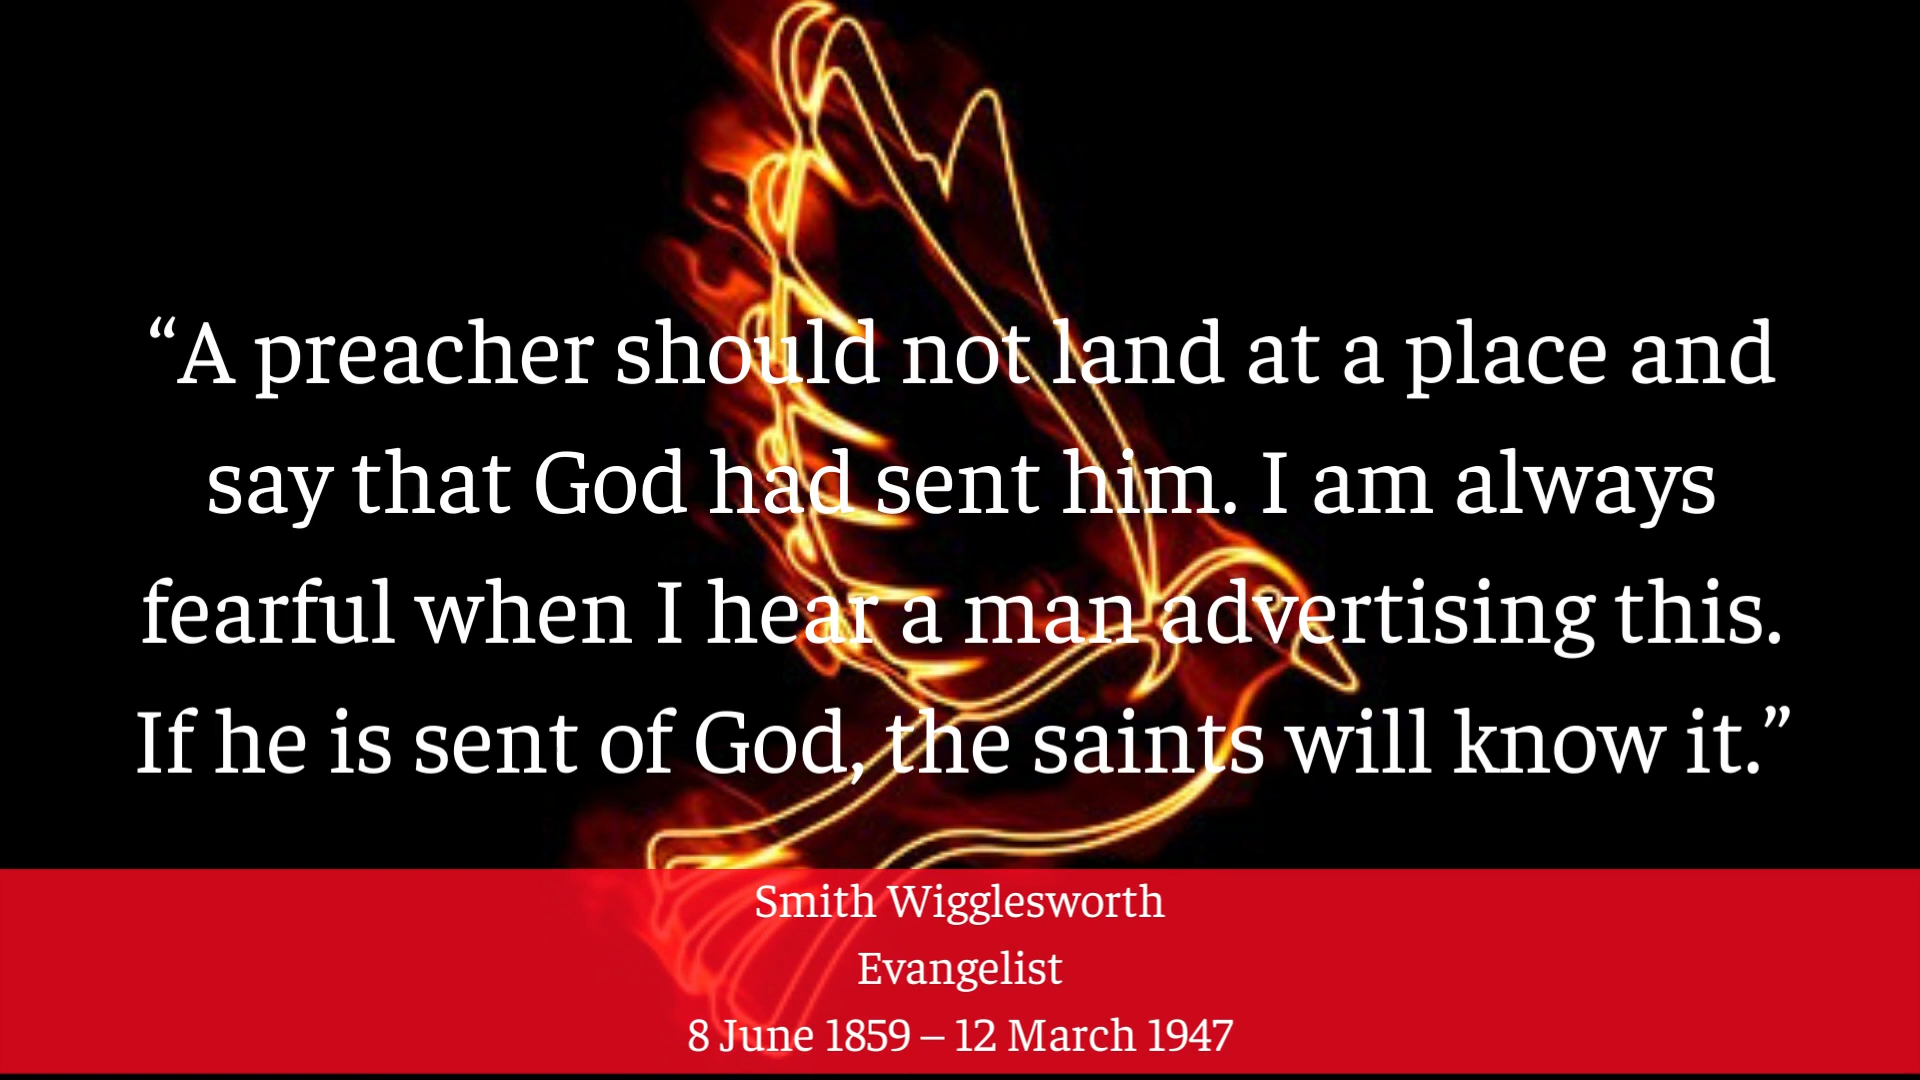 “A preacher should not land at a place and
say that God had sent him. I am always
fearful when I hear a man advertising this.
If he is sent of God, the saints will know it.”
Smith Wigglesworth
Evangelist
8 June 1859 – 12 March 1947